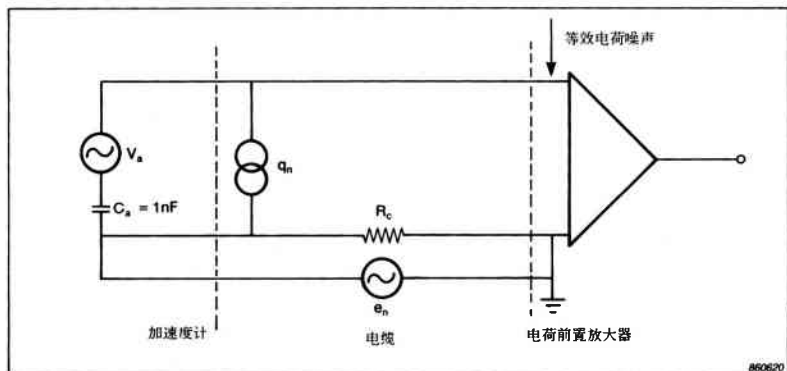 等效电荷噪声
Va
qn
Ca = 1nF
Rc
en
加速度计
电缆
电荷前置放大器
860620